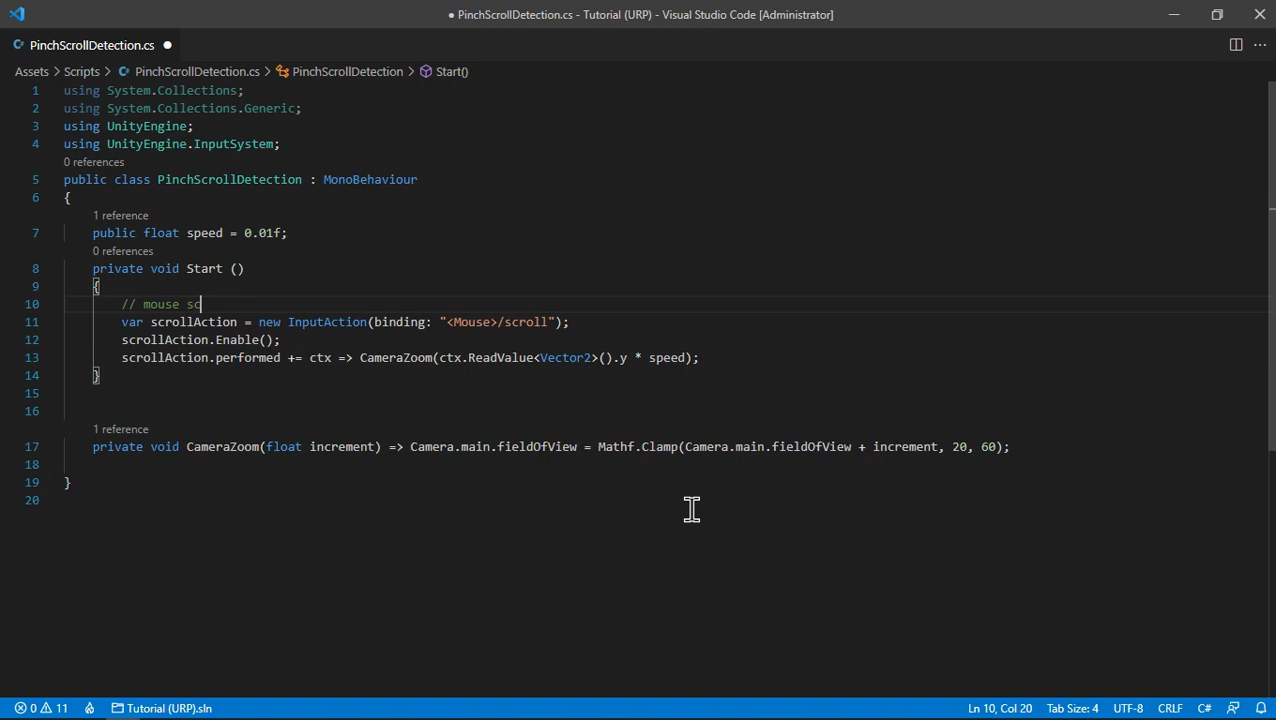 ● PinchScrollDetection.cs - Tutorial (URP) - Visual Studio Code [Administrator]
C# PinchScrollDetection.cs ●
Assets > Scripts > C# PinchScrollDetection.cs > PinchScrollDetection > Start()
1 using System.Collections;
2 using System.Collections.Generic;
3 using UnityEngine;
4 using UnityEngine.InputSystem;
0 references
5 public class PinchScrollDetection : MonoBehaviour
6 {
1 reference
7 public float speed = 0.01f;
0 references
8 private void Start ()
9 {
10 // mouse sc
11 var scrollAction = new InputAction(binding: "<Mouse>/scroll");
12 scrollAction.Enable();
13 scrollAction.performed += ctx => CameraZoom(ctx.ReadValue<Vector2>().y * speed);
14 }
15
16
1 reference
17 private void CameraZoom(float increment) => Camera.main.fieldOfView = Mathf.Clamp(Camera.main.fieldOfView + increment, 20, 60);
18
19 }
20
0 11 Tutorial (URP).sln Ln 10, Col 20 Tab Size: 4 UTF-8 CRLF C#